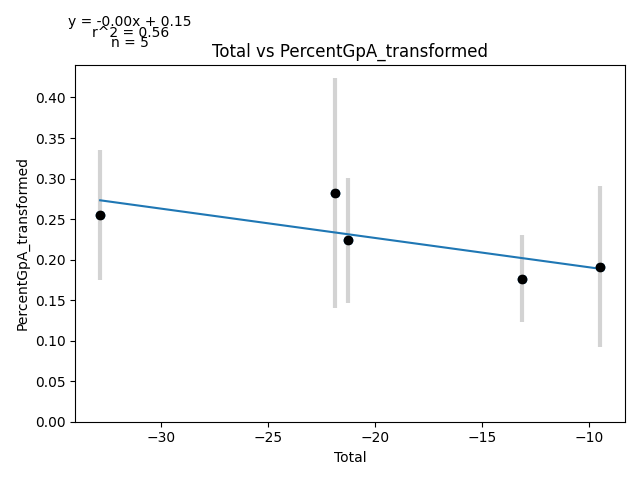 y = -0.00x + 0.15
r^2 = 0.56
n = 5
Total vs PercentGpA_transformed
PercentGpA_transformed
0.40
0.35
0.30
0.25
0.20
0.15
0.10
0.05
0.00
−30
−25
−20
−15
−10
Total